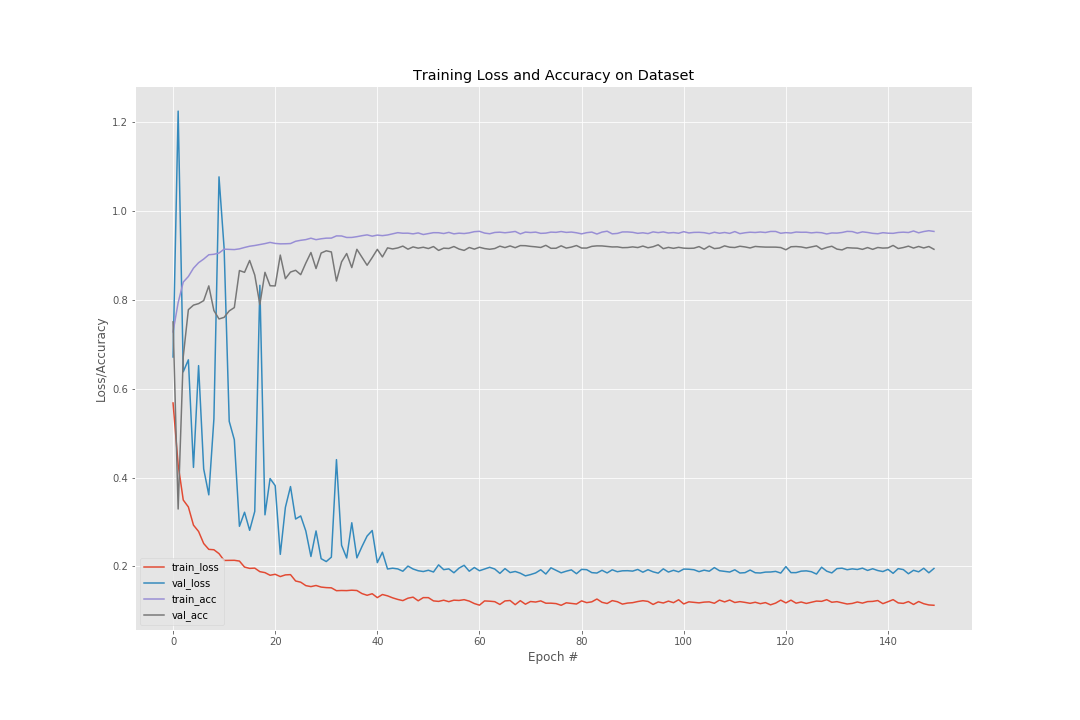 Training Loss and Accuracy on Dataset
Loss/Accuracy
1.2
1.0
0.8
0.6
0.4
0.2
train_loss
val_loss
train_acc
val_acc
0 20 40 60 80 100 120 140
Epoch #